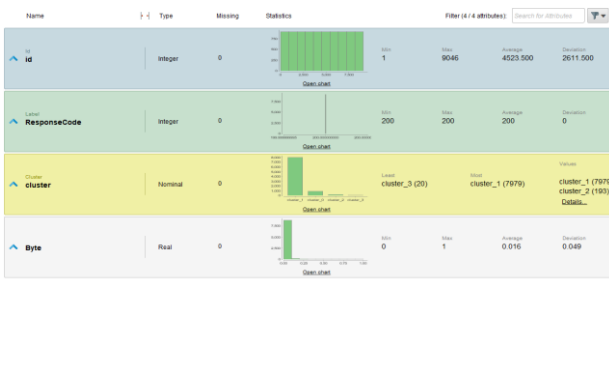 Name Type Missing Statistics Filter (4 / 4 attributes): Search for Attributes
Id
id Integer 0 Min 1 Max 9046 Average 4523.500 Deviation 2611.500
Open chart
Label
ResponseCode Integer 0 Min 200 Max 200 Average 200 Deviation 0
Open chart
Cluster
cluster Nominal 0 Least cluster_3 (20) Most cluster_1 (7979) Values cluster_1 (7979
cluster_2 (193)
Details...
Open chart
Byte Real 0 Min 0 Max 1 Average 0.016 Deviation 0.049
Open chart